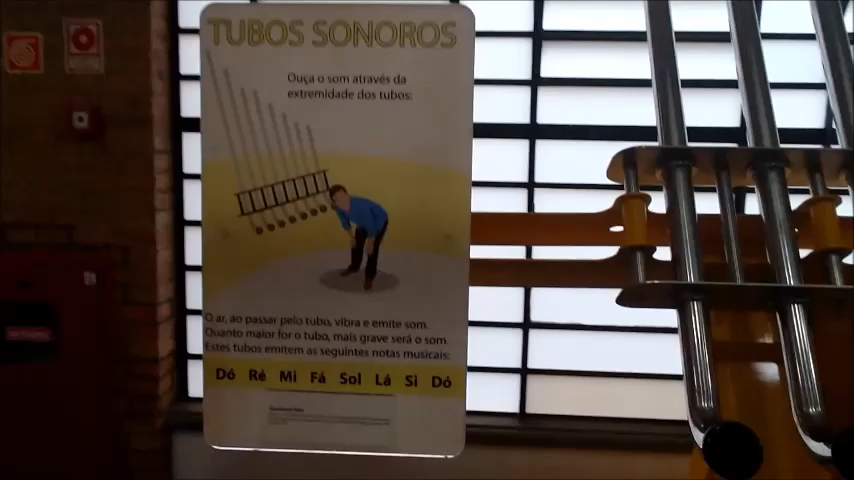 TUBOS SONOROS
Ouça o som através da
extremidade dos tubos:
O ar, ao passar pelo tubo, vibra e emite som.
Quanto maior for o tubo, mais grave será o som.
Estes tubos emitem as seguintes notas musicais:
Dó Ré Mi Fá Sol Lá Si Dó